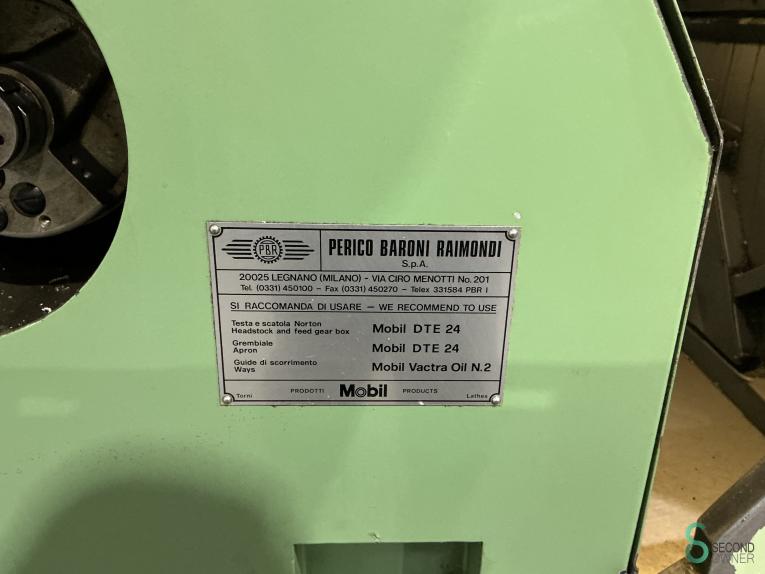 PBR
PERICO BARONI RAIMONDI
S.p.A.
20025 LEGNANO (MILANO) - VIA CIRO MENOTTI No. 201
Tel. (0331) 450100 - Fax (0331) 450270 - Telex 331584 PBR I
SI RACCOMANDA DI USARE - WE RECOMMEND TO USE
Testa e scatola Norton
Headstock and feed gear box
Mobil DTE 24
Grembiale
Apron
Mobil DTE 24
Guide di scorrimento
Ways
Mobil Vactra Oil N.2
Torni PRODOTTI Mobil PRODUCTS Lathes
SECOND
OWNER